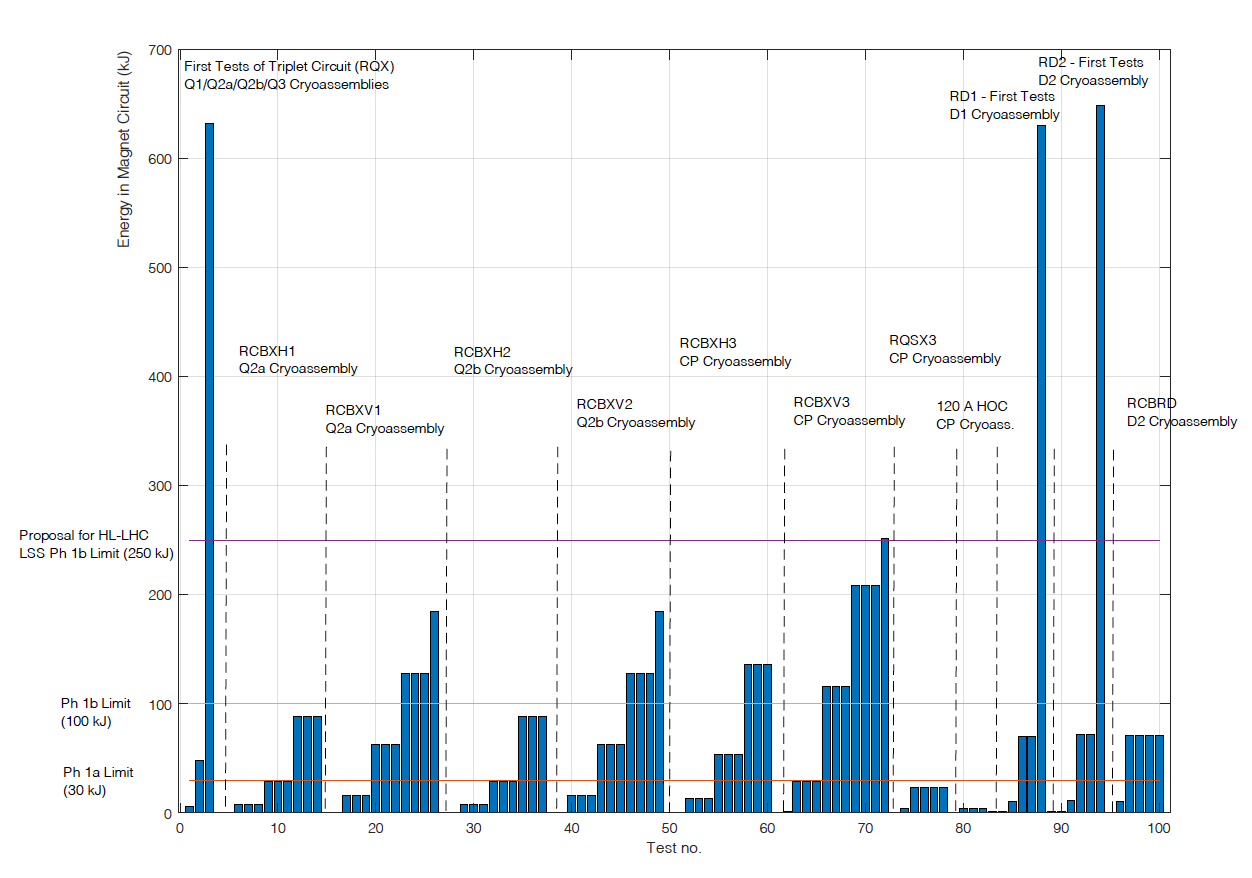 First Tests of Triplet Circuit (RQX)
Q1/Q2a/Q2b/Q3 Cryoassemblies
RD2 - First Tests
D2 Cryoassembly
RD1 - First Tests
D1 Cryoassembly
Energy in Magnet Circuit (kJ)
700
600
500
400
300
200
100
0
RCBXH1
Q2a Cryoassembly
RCBXV1
Q2a Cryoassembly
RCBXH2
Q2b Cryoassembly
RCBXV2
Q2b Cryoassembly
RCBXH3
CP Cryoassembly
RCBXV3
CP Cryoassembly
RQSX3
CP Cryoassembly
120 A HOC
CP Cryoass.
RCBRD
D2 Cryoassembly
Proposal for HL-LHC
LSS Ph 1b Limit (250 kJ)
Ph 1b Limit
(100 kJ)
Ph 1a Limit
(30 kJ)
0 10 20 30 40 50 60 70 80 90 100
Test no.